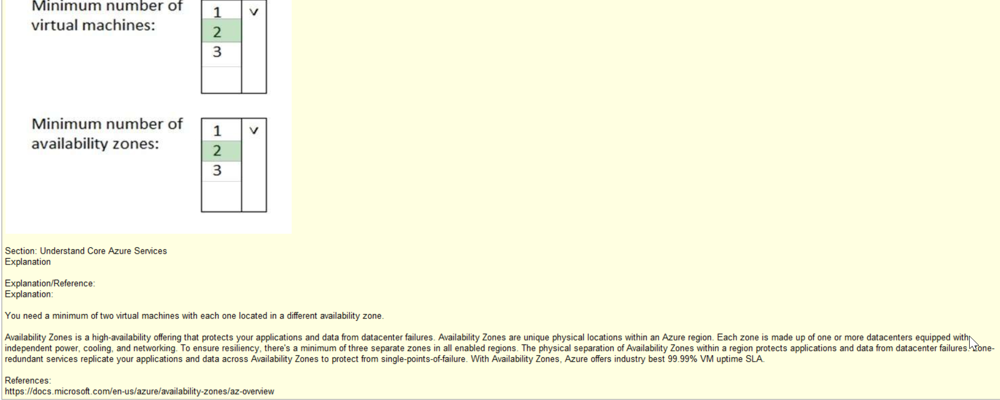 Minimum number of
virtual machines:
1
2
3
Minimum number of
availability zones:
1
2
3
Section: Understand Core Azure Services
Explanation
Explanation/Reference:
Explanation:
You need a minimum of two virtual machines with each one located in a different availability zone.
Availability Zones is a high-availability offering that protects your applications and data from datacenter failures. Availability Zones are unique physical locations within an Azure region. Each zone is made up of one or more datacenters equipped with
independent power, cooling, and networking. To ensure resiliency, there's a minimum of three separate zones in all enabled regions. The physical separation of Availability Zones within a region protects applications and data from datacenter failures. Zone-
redundant services replicate your applications and data across Availability Zones to protect from single-points-of-failure. With Availability Zones, Azure offers industry best 99.99% VM uptime SLA.
References:
https://docs.microsoft.com/en-us/azure/availability-zones/az-overview